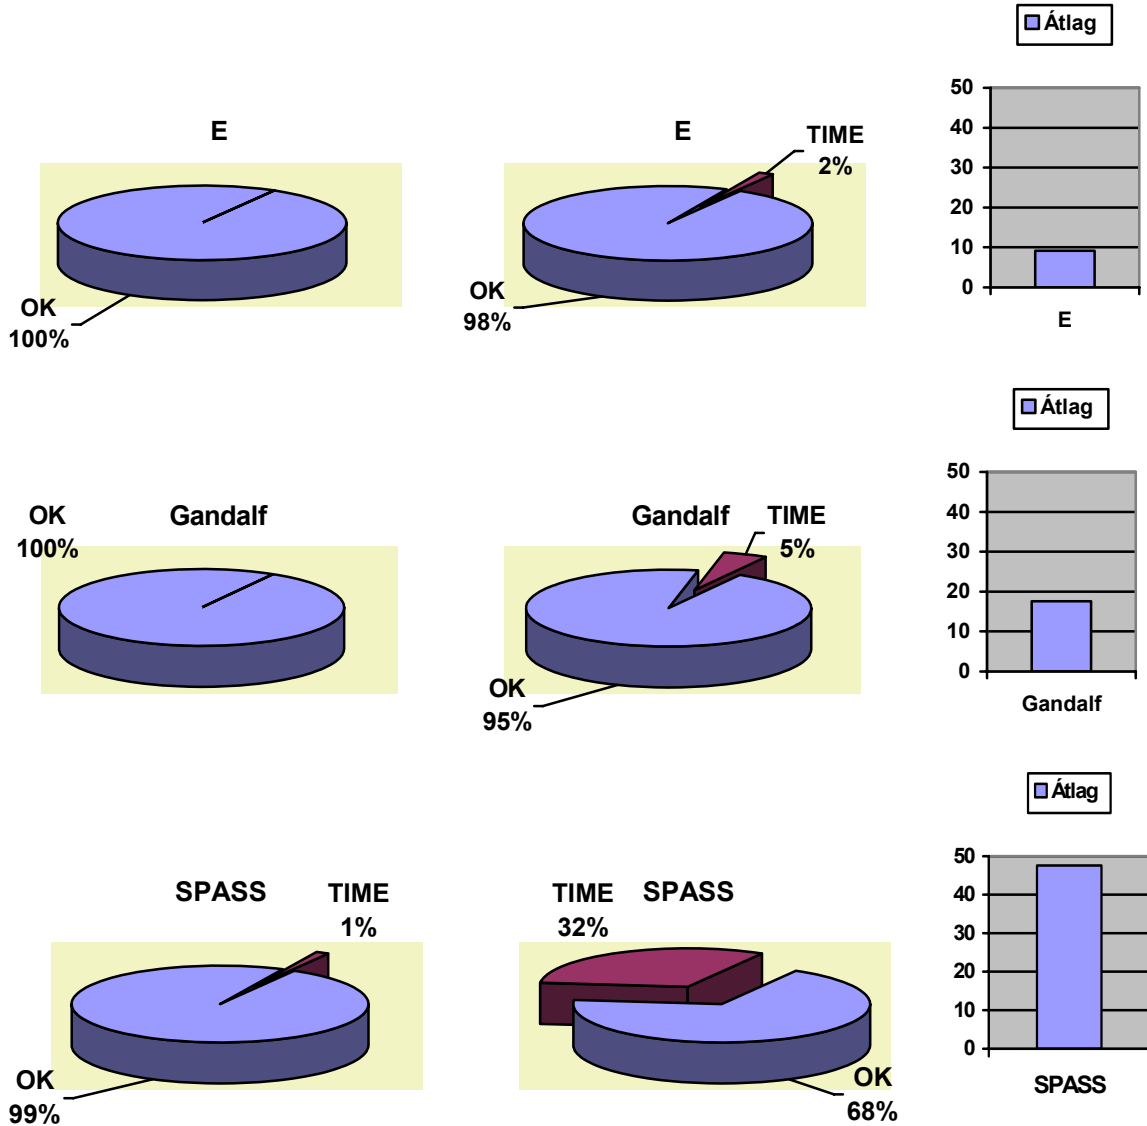 E
OK
100%
E
TIME
2%
OK
98%
Átlag
50
40
30
20
10
0
E
Gandalf
OK
100%
Gandalf
TIME
5%
OK
95%
Átlag
50
40
30
20
10
0
Gandalf
SPASS
TIME
1%
OK
99%
SPASS
TIME
32%
OK
68%
Átlag
50
40
30
20
10
0
SPASS